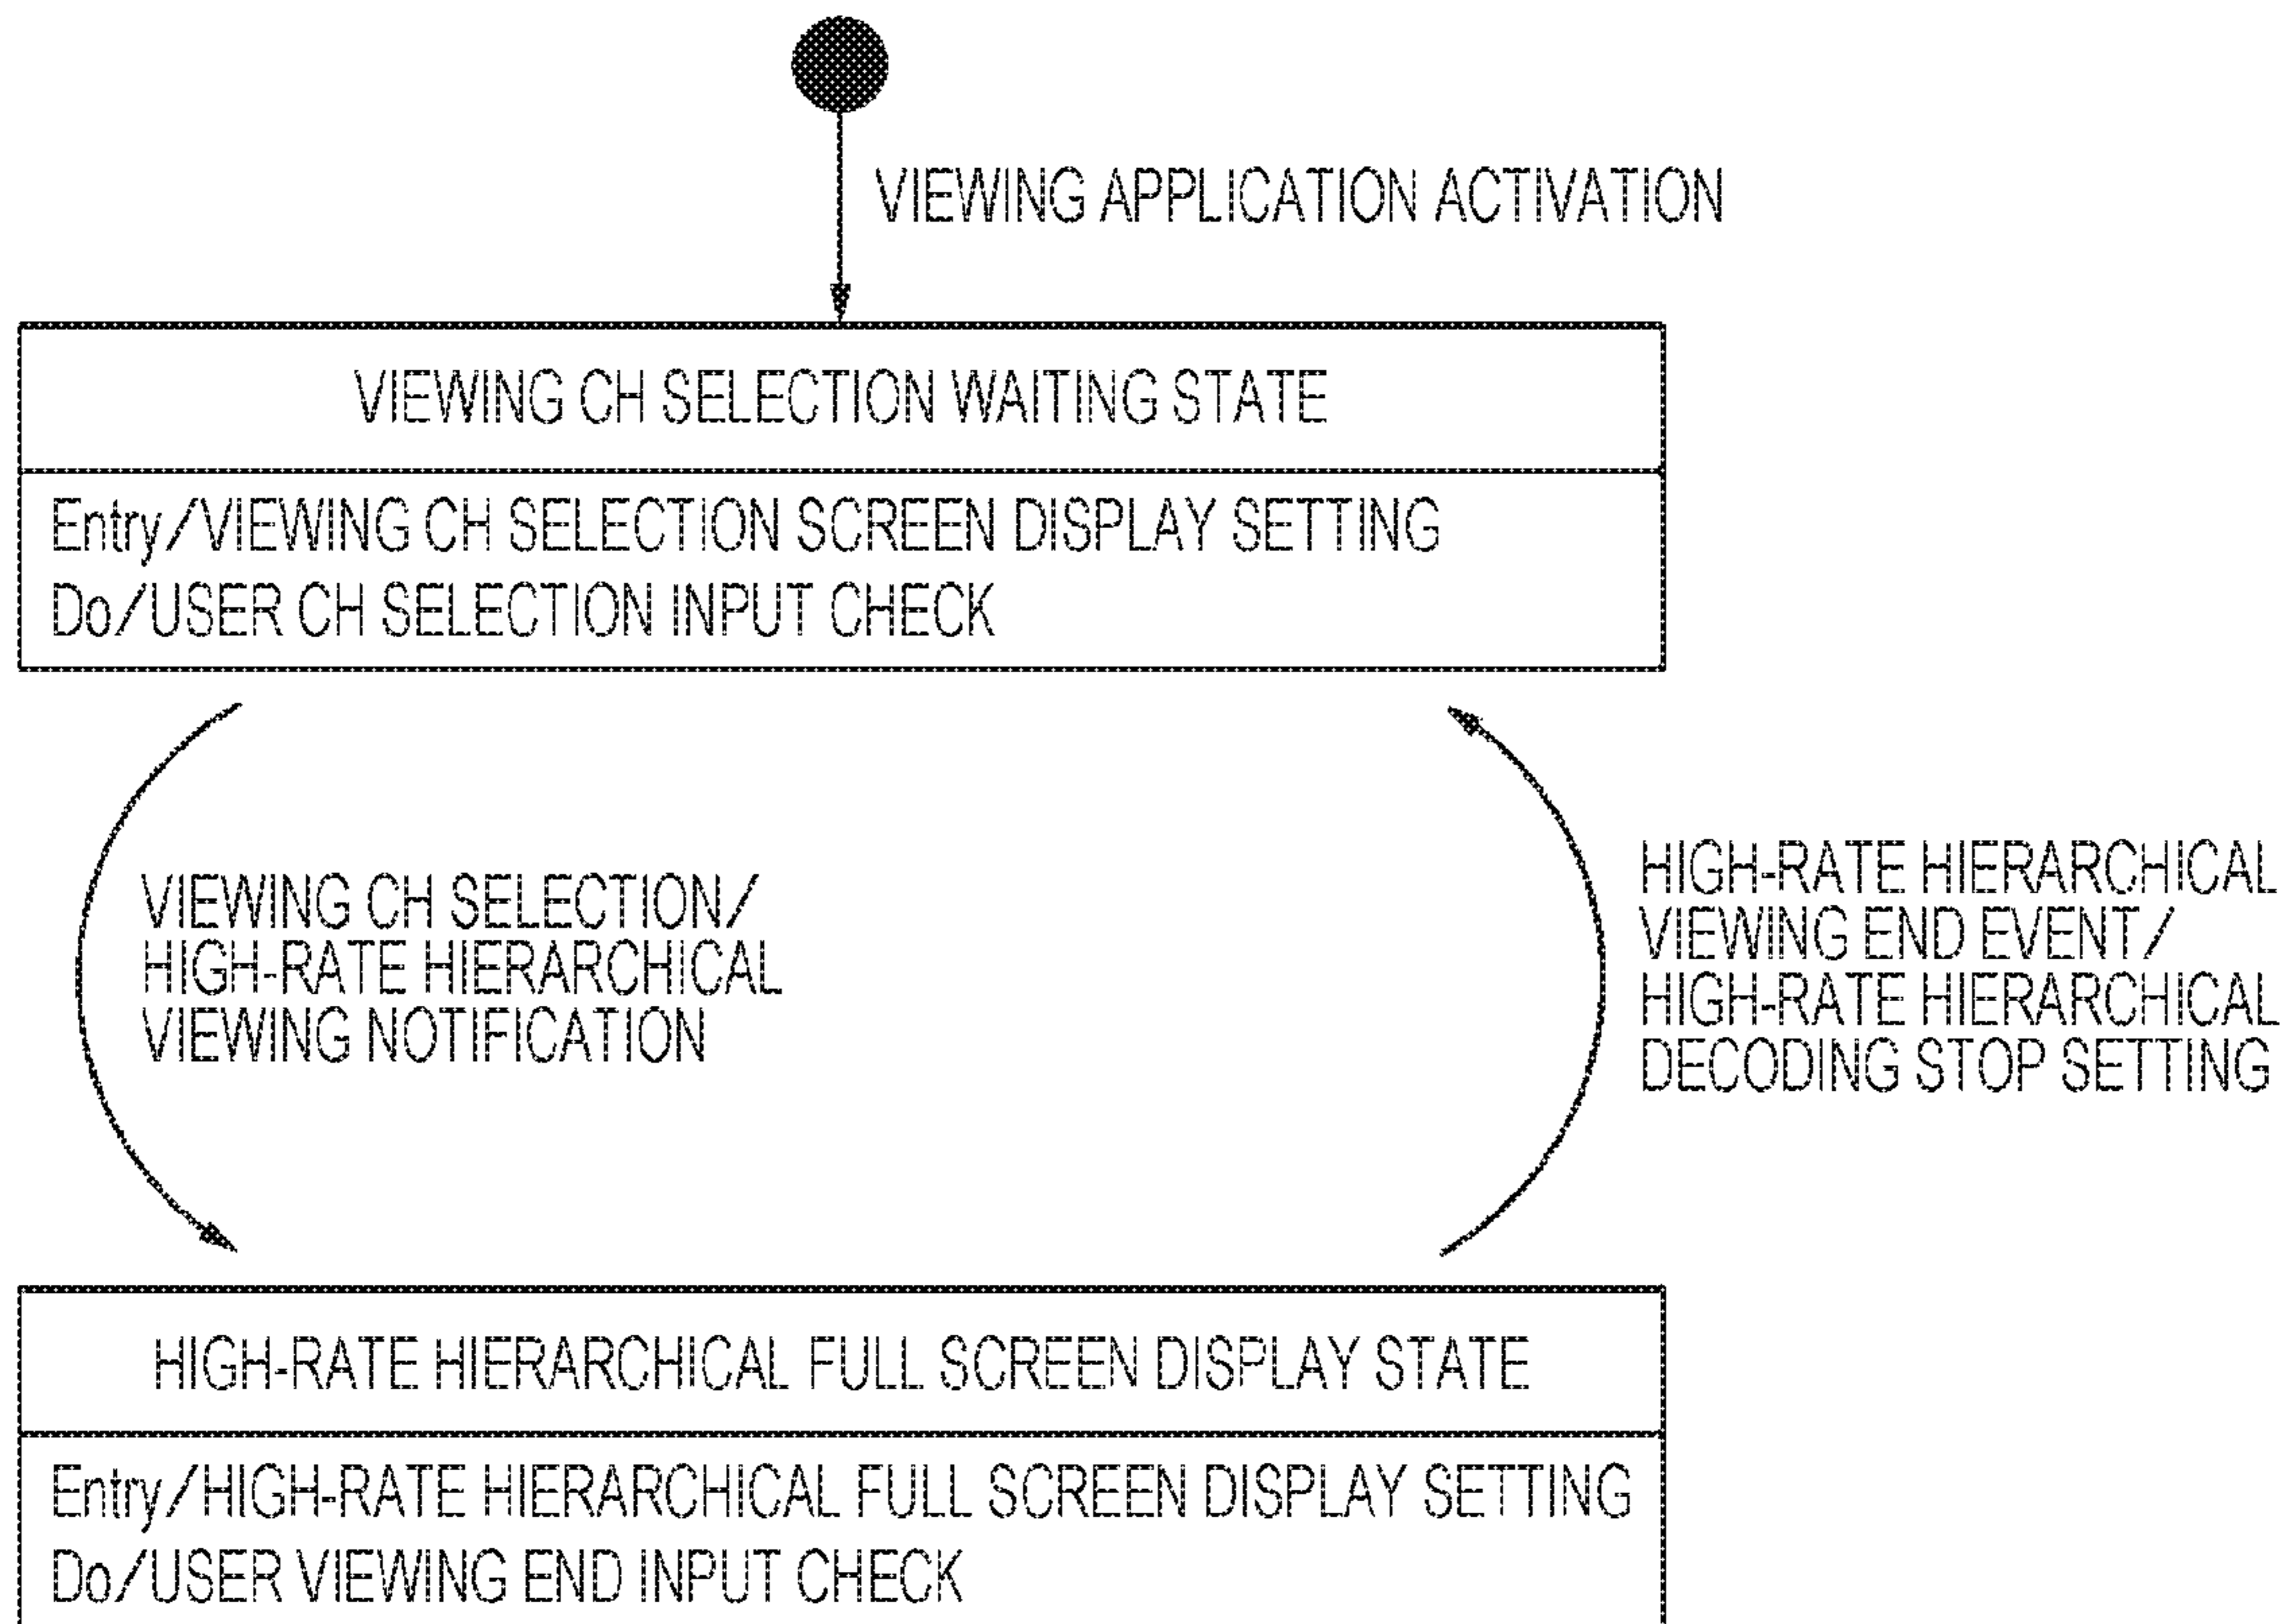 VIEWING APPLICATION ACTIVATION
VIEWING CH SELECTION WAITING STATE
Entry/VIEWING CH SELECTION SCREEN DISPLAY SETTING
Do/USER CH SELECTION INPUT CHECK
VIEWING CH SELECTION/
HIGH-RATE HIERARCHICAL
VIEWING NOTIFICATION
HIGH-RATE HIERARCHICAL
VIEWING END EVENT/
HIGH-RATE HIERARCHICAL
DECODING STOP SETTING
HIGH-RATE HIERARCHICAL FULL SCREEN DISPLAY STATE
Entry/HIGH-RATE HIERARCHICAL FULL SCREEN DISPLAY SETTING
Do/USER VIEWING END INPUT CHECK